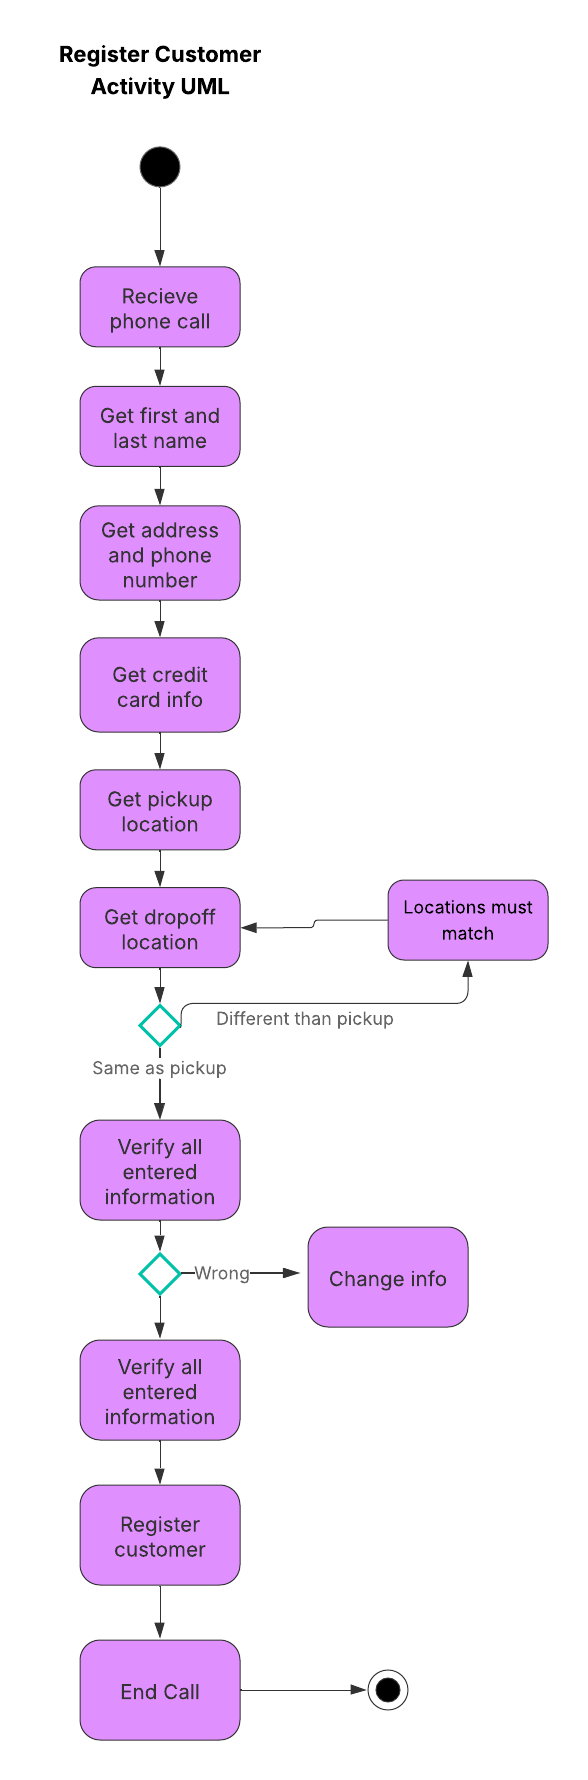 Register Customer
Activity UML
Recieve
phone call
Get first and
last name
Get address
and phone
number
Get credit
card info
Get pickup
location
Get dropoff
location
Locations must
match
Different than pickup
Same as pickup
Verify all
entered
information
Wrong
Change info
Verify all
entered
information
Register
customer
End Call